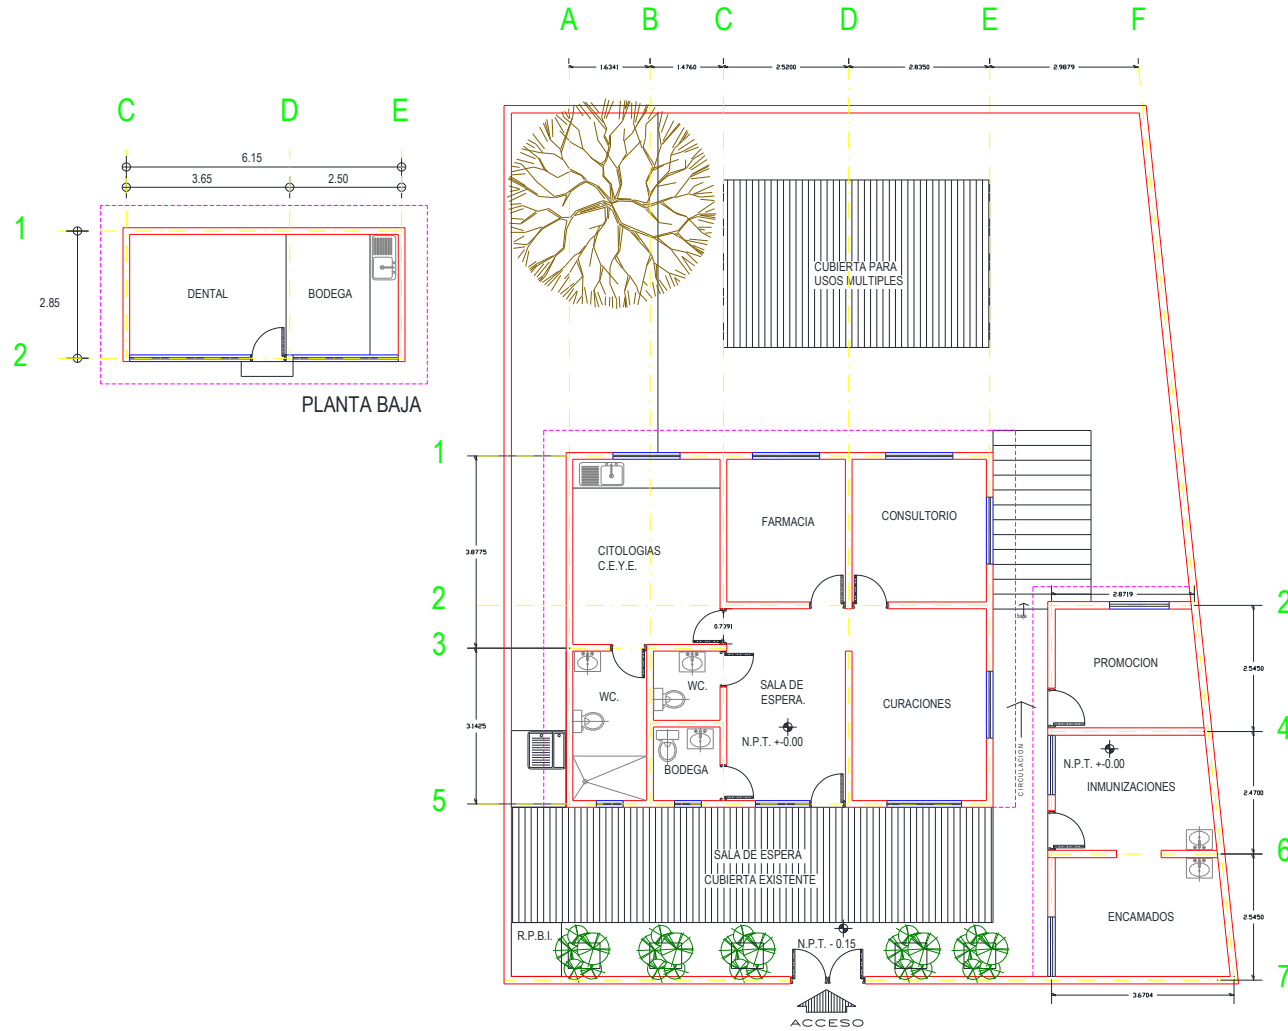 A B C D E F
1.6341 1.4760 2.5200 2.8350 2.9879
C D E
6.15
3.65 2.50
1
2.85
DENTAL BODEGA
2
PLANTA BAJA
CUBIERTA PARA
USOS MULTIPLES
1
3.8775
FARMACIA
CONSULTORIO
CITOLOGIAS
C.E.Y.E.
2
2.8719
2
0.7391
3
PROMOCION
2.5450
WC.
WC.
SALA DE
ESPERA.
CURACIONES
3.1425
N.P.T. +-0.00
4
CIRCULACION
N.P.T. +-0.00
BODEGA
INMUNIZACIONES
2.4700
5
SALA DE ESPERA
CUBIERTA EXISTENTE
6
ENCAMADOS
2.5450
R.P.B.I.
N.P.T. - 0.15
7
3.6704
ACCESO